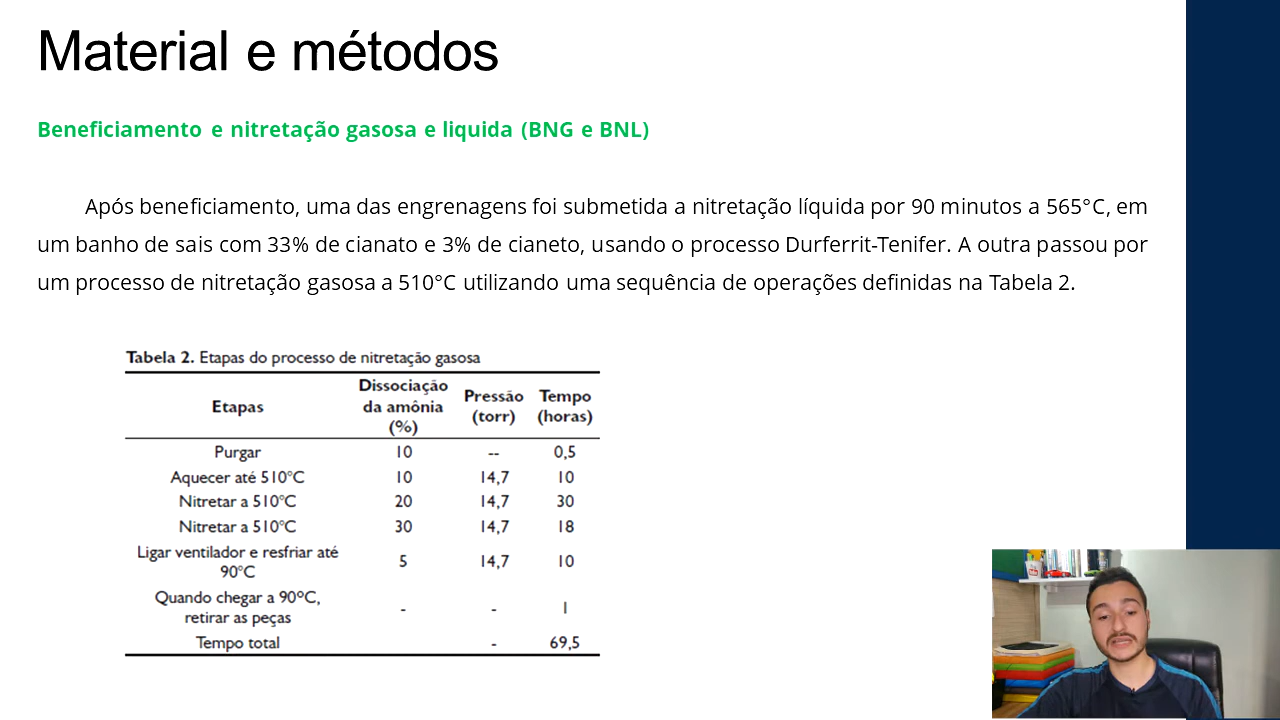 Material e métodos
Beneficiamento e nitretação gasosa e liquida (BNG e BNL)
Após beneficiamento, uma das engrenagens foi submetida a nitretação líquida por 90 minutos a 565°C, em
um banho de sais com 33% de cianato e 3% de cianeto, usando o processo Durferrit-Tenifer. A outra passou por
um processo de nitretação gasosa a 510°C utilizando uma sequência de operações definidas na Tabela 2.
Tabela 2. Etapas do processo de nitretação gasosa
Etapas Dissociação da amônia (%) Pressão (torr) Tempo (horas)
Purgar 10 -- 0,5
Aquecer até 510°C 10 14,7 10
Nitretar a 510°C 20 14,7 30
Nitretar a 510°C 30 14,7 18
Ligar ventilador e resfriar até 90°C 5 14,7 10
Quando chegar a 90°C, retirar as peças - - 1
Tempo total - 69,5